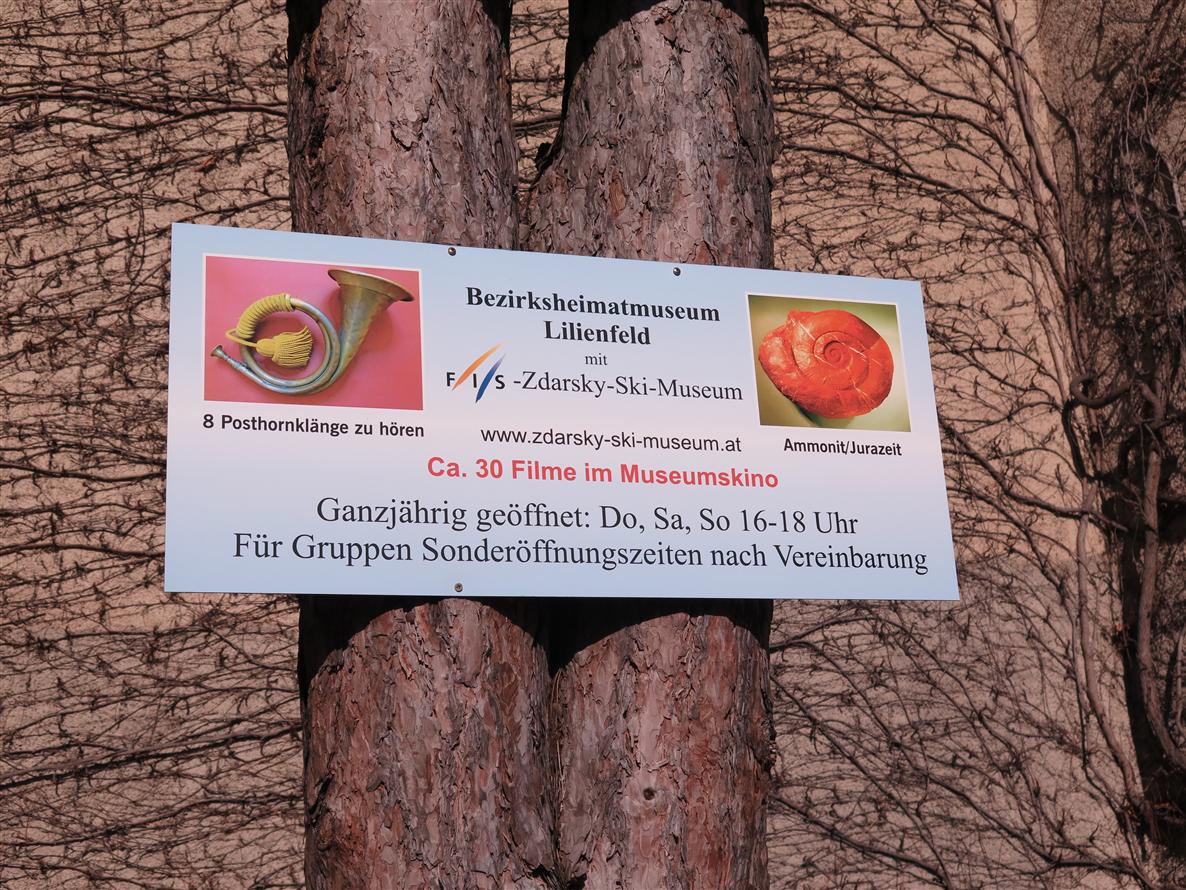 Bezirksheimatmuseum
Lilienfeld
mit
FIS -Zdarsky-Ski-Museum
8 Posthornklänge zu hören
www.zdarsky-ski-museum.at
Ammonit/Jurazeit
Ca. 30 Filme im Museumskino
Ganzjährig geöffnet: Do, Sa, So 16-18 Uhr
Für Gruppen Sonderöffnungszeiten nach Vereinbarung